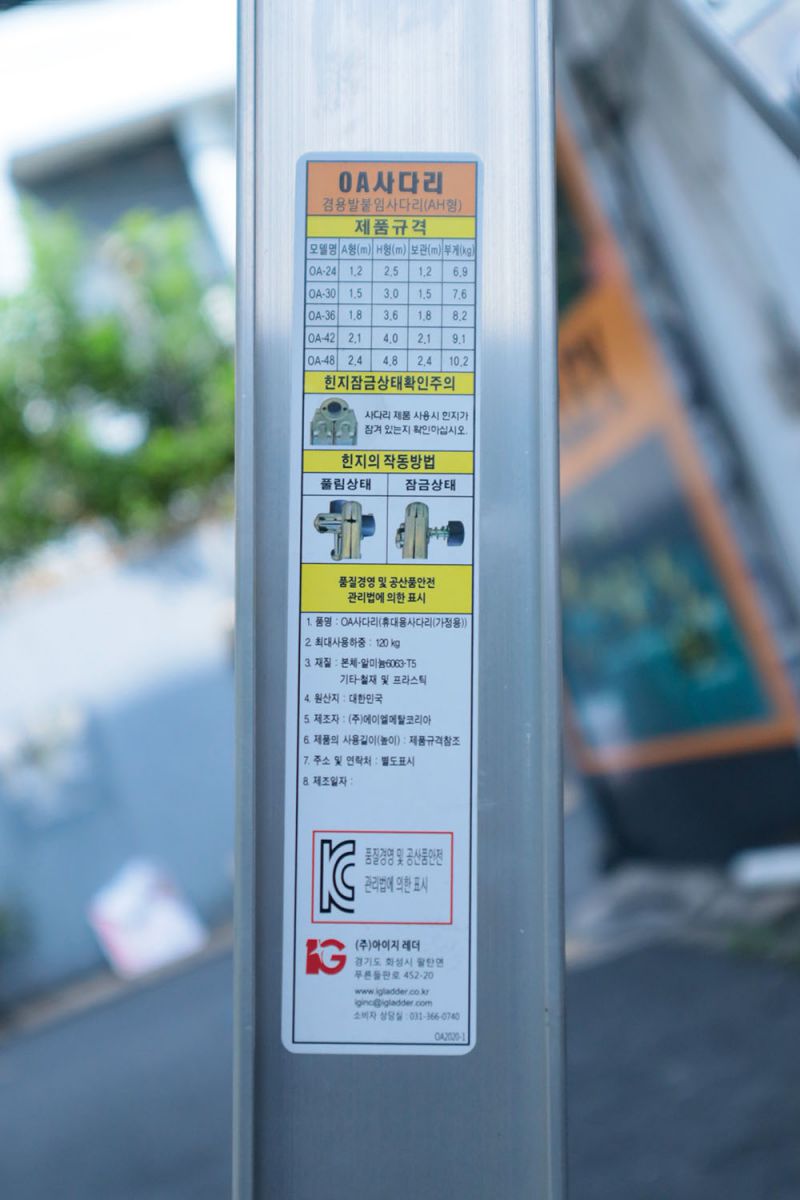 OA사다리
겸용발붙임사다리(AH형)
제품규격
모델명 A형(m) H형(m) 보관(m) 무게(kg)
OA-24 1.2 2.5 1.2 6.9
OA-30 1.5 3.0 1.5 7.6
OA-36 1.8 3.6 1.8 8.2
OA-42 2.1 4.0 2.1 9.1
OA-48 2.4 4.8 2.4 10.2
힌지잠금상태확인주의
사다리 제품 사용시 힌지가
잠겨 있는지 확인하십시오.
힌지의 작동방법
풀림상태 잠금상태
품질경영 및 공산품안전
관리법에 의한 표시
1. 품명 : OA사다리(휴대용사다리(가정용))
2. 최대사용하중 : 120 kg
3. 재질 : 본체-알미늄6063-T5
기타-철재 및 프라스틱
4. 원산지 : 대한민국
5. 제조자 : (주)에이엘메탈코리아
6. 제품의 사용길이(높이) : 제품규격참조
7. 주소 및 연락처 : 별도표시
8. 제조일자 :
KC 품질경영 및 공산품안전
관리법에 의한 표시
IG (주)아이지 레더
경기도 화성시 팔탄면
푸른들판로 452-20
www.igladder.co.kr
iginc@igladder.com
소비자 상담실 : 031-366-0740
OA2020-1